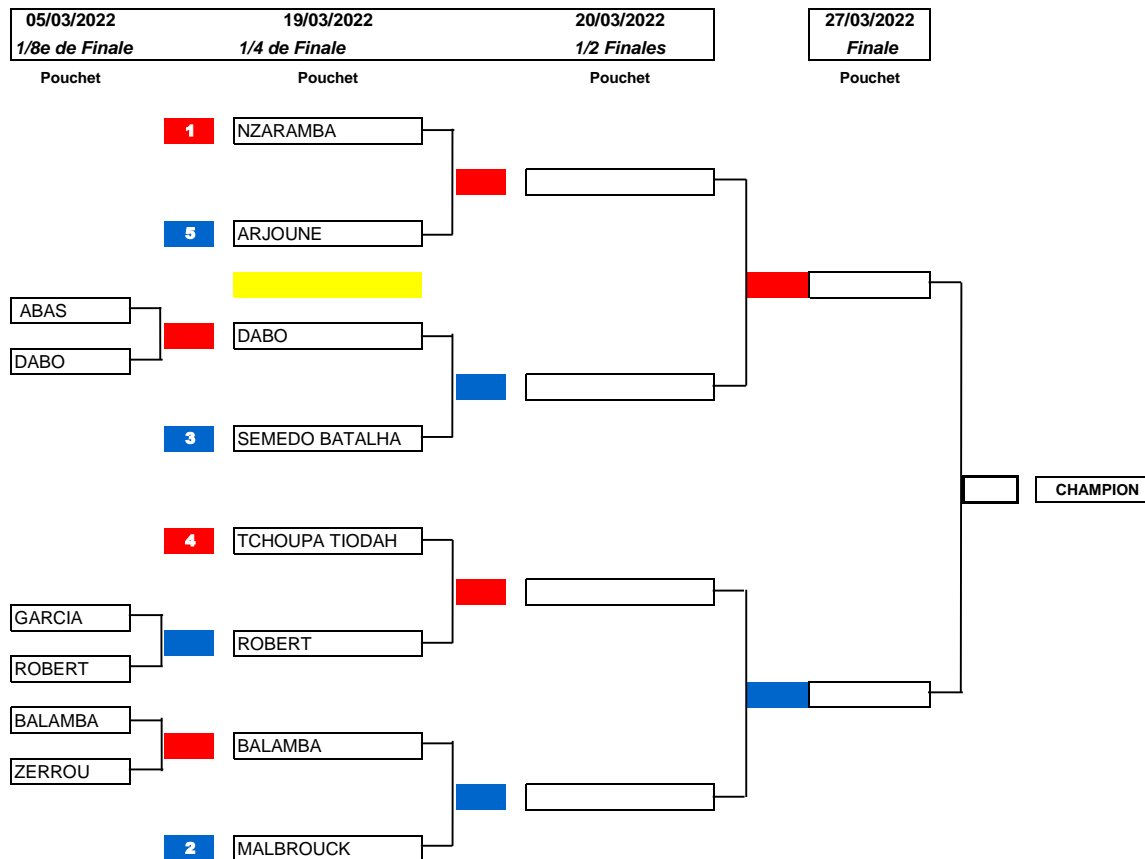 05/03/2022 19/03/2022 20/03/2022 27/03/2022
1/8e de Finale 1/4 de Finale 1/2 Finales Finale
Pouchet Pouchet Pouchet Pouchet
1 NZARAMBA
5 ARJOUNE
ABAS
DABO
DABO
3 SEMEDO BATALHA
CHAMPION
4 TCHOUPA TIODAH
GARCIA
ROBERT
ROBERT
BALAMBA
BALAMBA
ZERROU
2 MALBROUCK